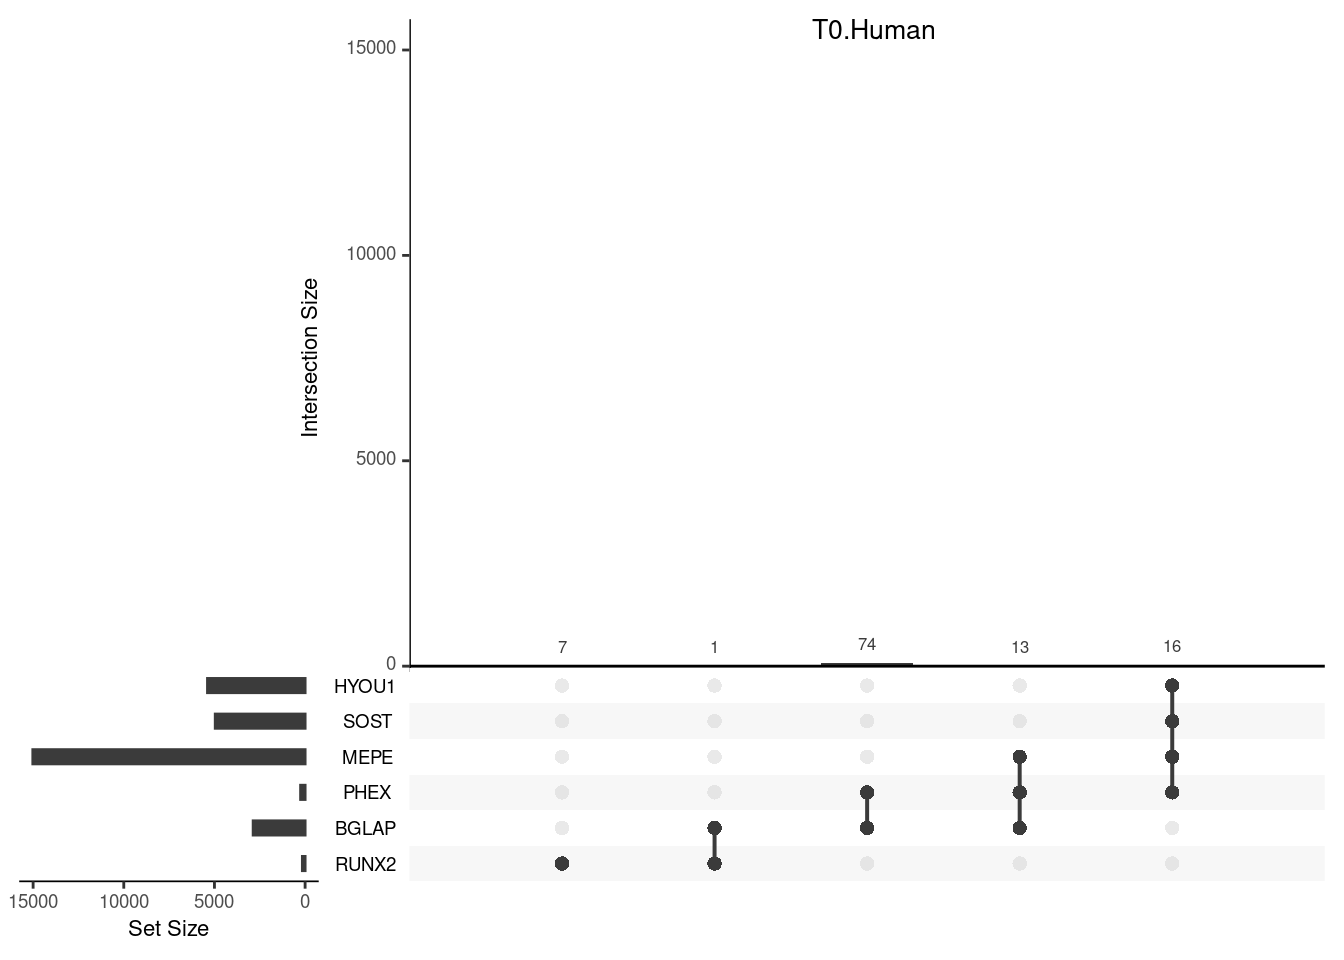 T0.Human
15000
10000
5000
0
Intersection Size
7 1 74 13 16
HYOU1
SOST
MEPE
PHEX
BGLAP
RUNX2
15000 10000 5000 0
Set Size